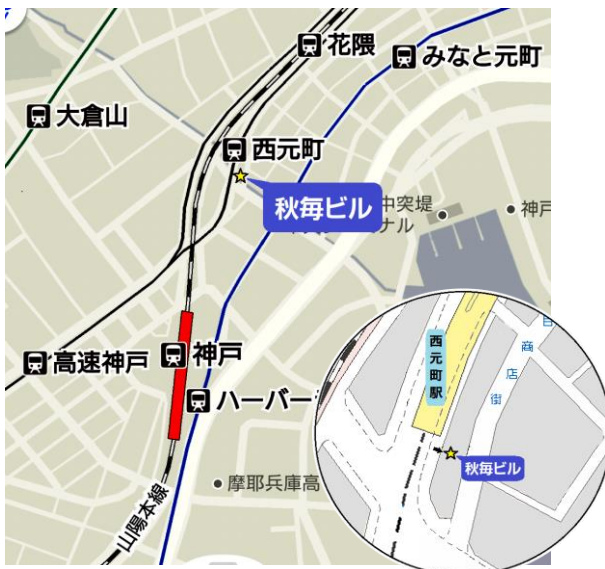 花隈
みなと元町
大倉山
西元町
秋毎ビル
中突堤
ナル
神戸
高速神戸
神戸
ハーバー
摩耶兵庫高
山陽本線
西元町駅
商店街
秋毎ビル